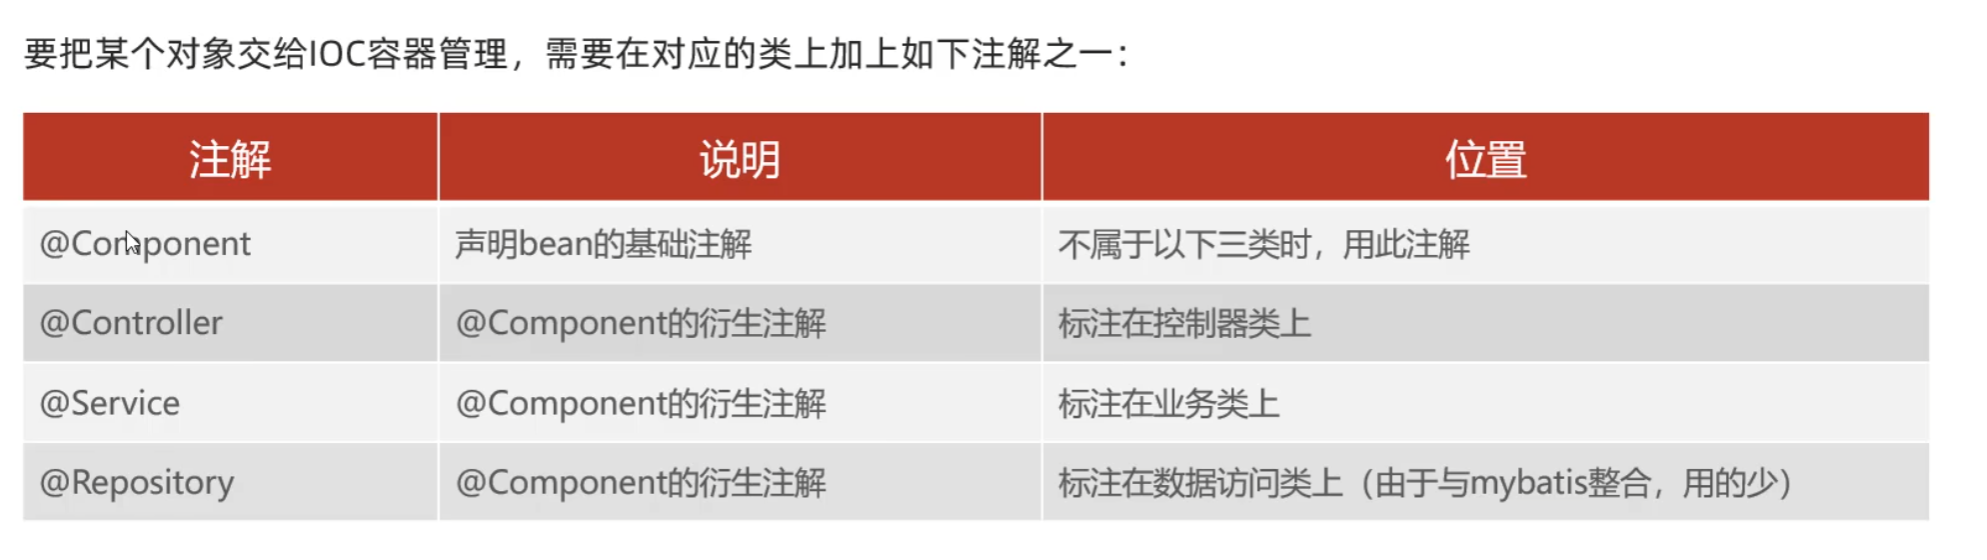 要把某个对象交给IOC容器管理，需要在对应的类上加上如下注解之一：
注解 说明 位置
@Component 声明bean的基础注解 不属于以下三类时，用此注解
@Controller @Component的衍生注解 标注在控制器类上
@Service @Component的衍生注解 标注在业务类上
@Repository @Component的衍生注解 标注在数据访问类上（由于与mybatis整合，用的少）